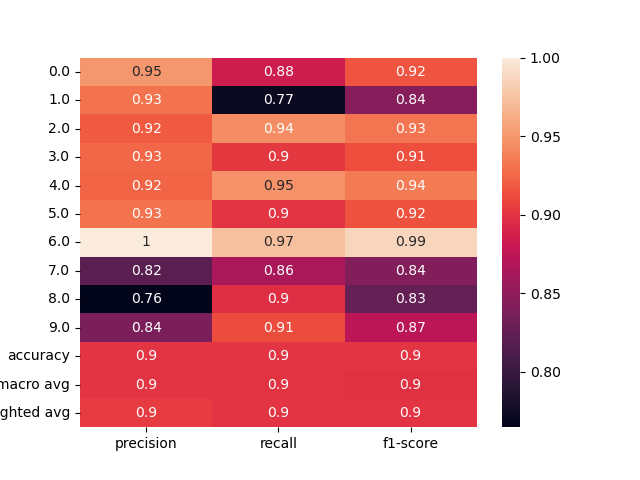 0.0 0.95 0.88 0.92
1.0 0.93 0.77 0.84
2.0 0.92 0.94 0.93
3.0 0.93 0.9 0.91
4.0 0.92 0.95 0.94
5.0 0.93 0.9 0.92
6.0 1 0.97 0.99
7.0 0.82 0.86 0.84
8.0 0.76 0.9 0.83
9.0 0.84 0.91 0.87
accuracy 0.9 0.9 0.9
macro avg 0.9 0.9 0.9
ghted avg 0.9 0.9 0.9
precision recall f1-score
1.00
0.95
0.90
0.85
0.80